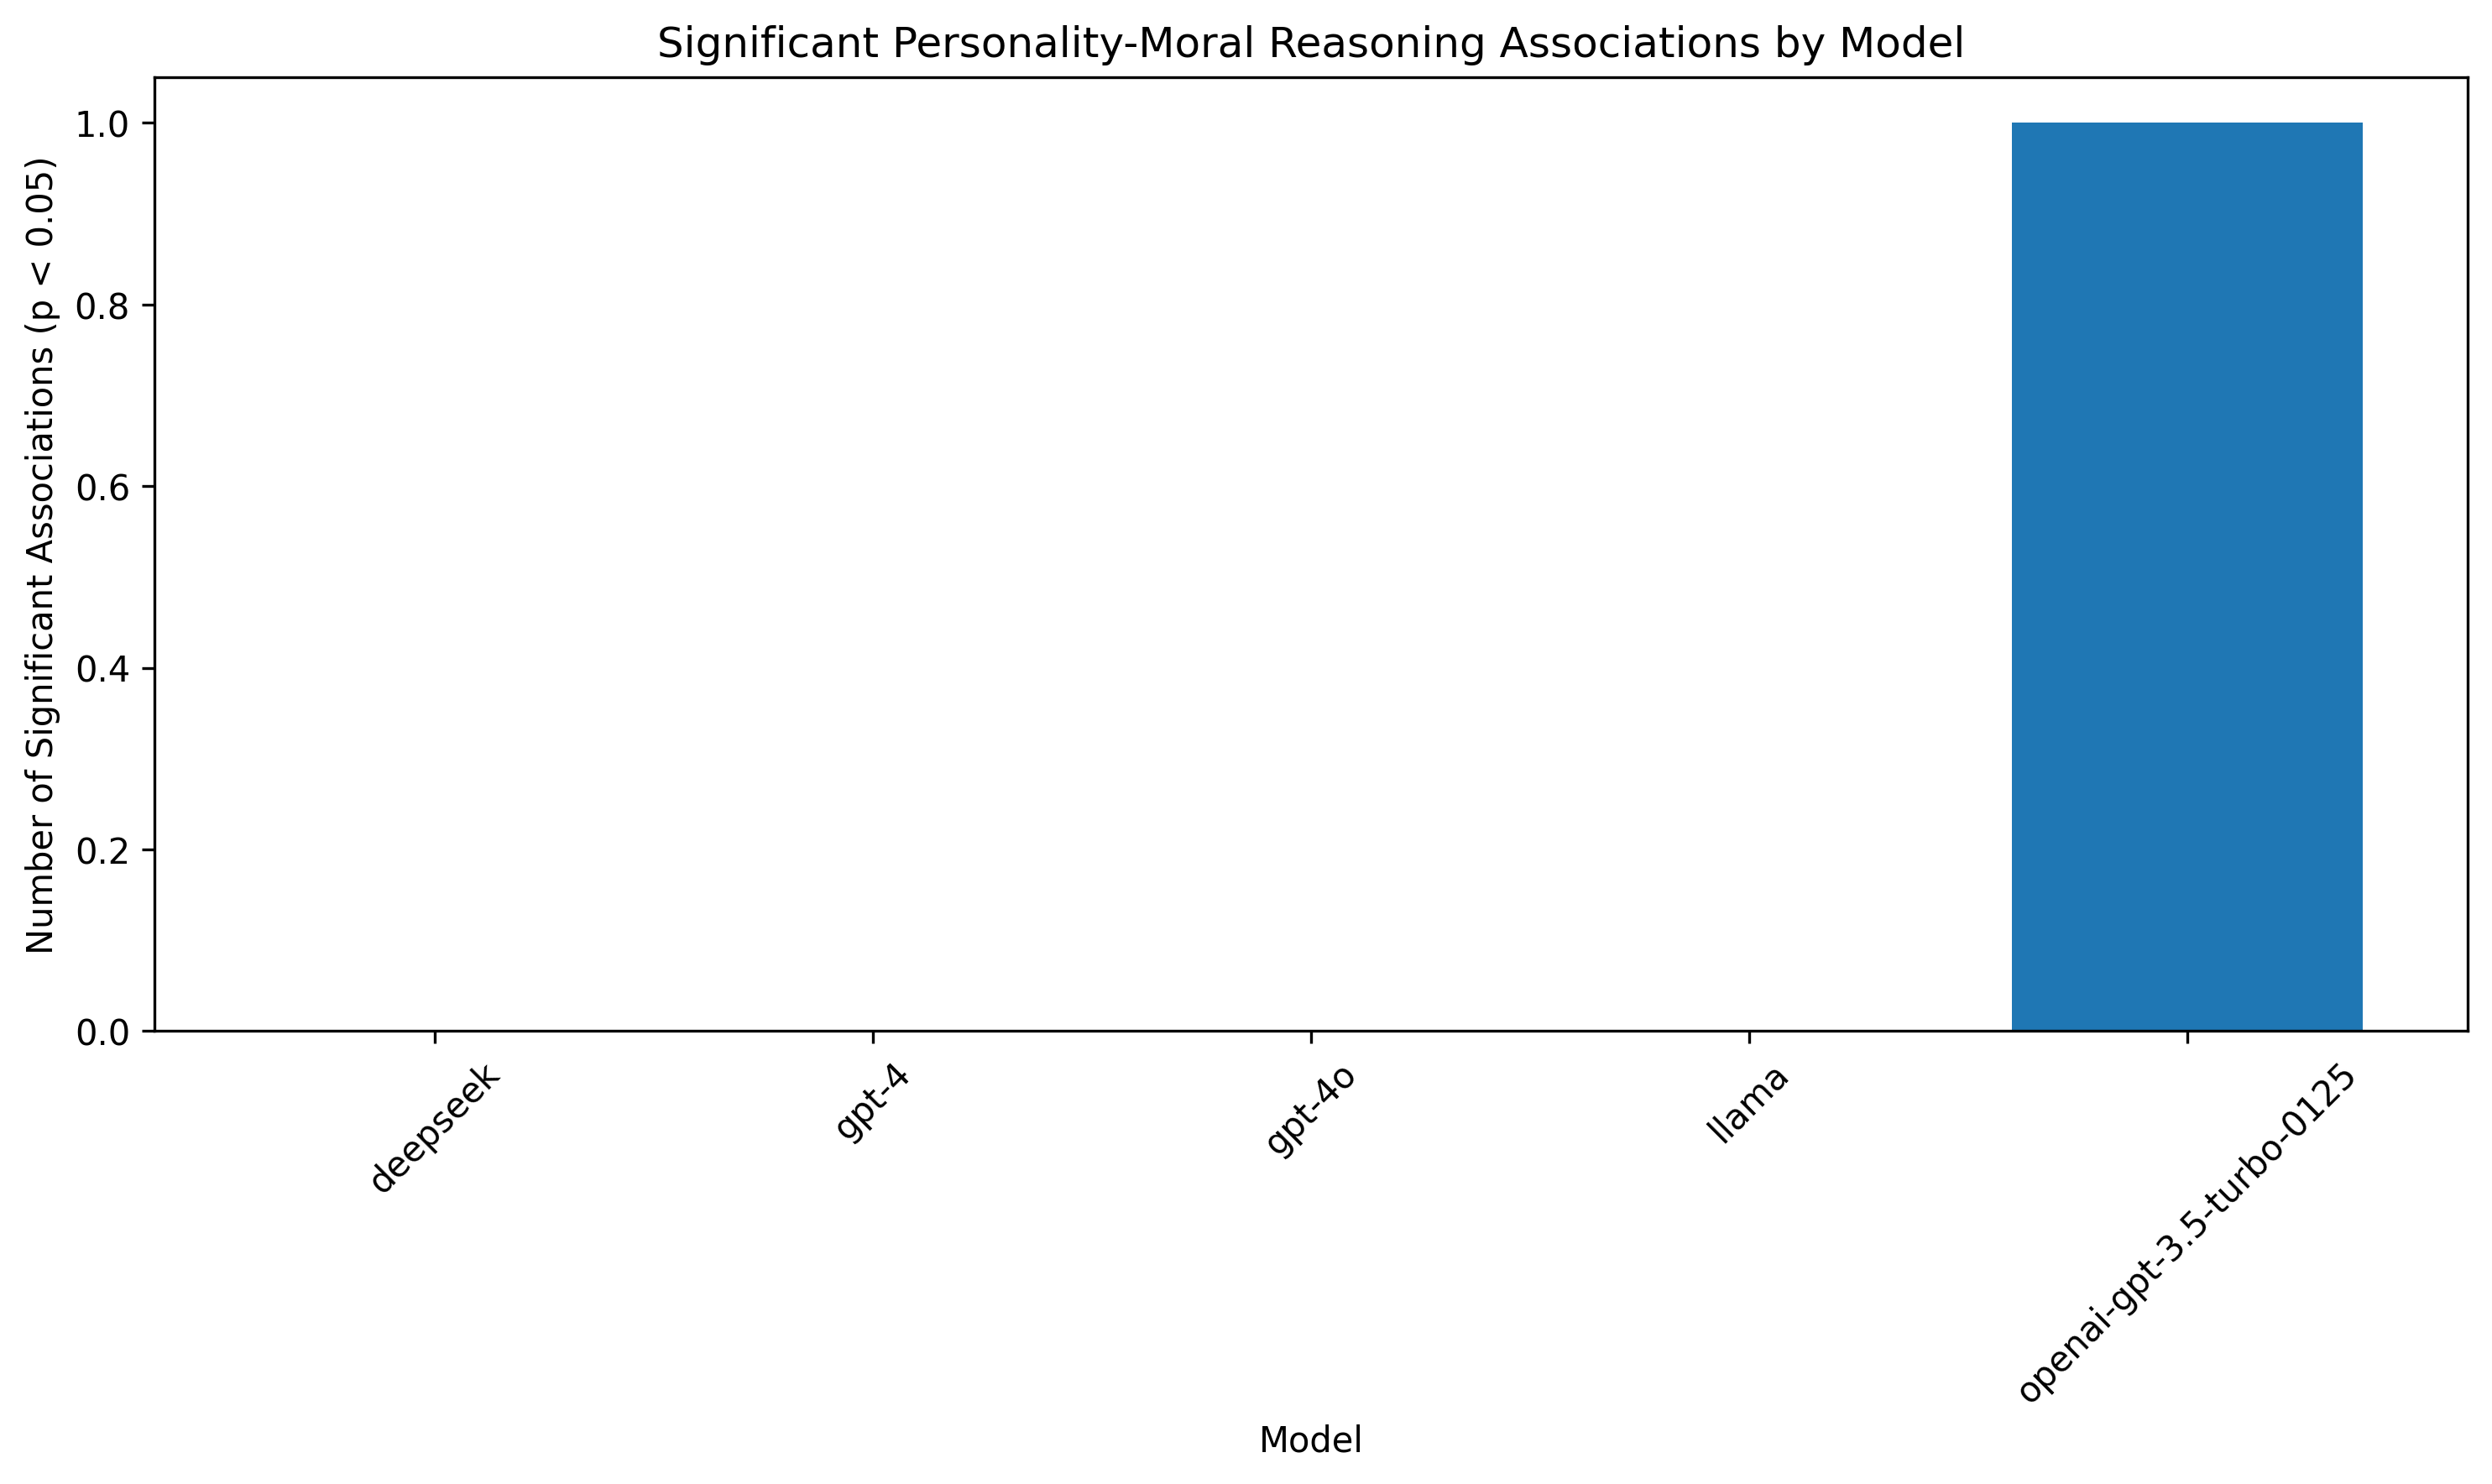 Significant Personality-Moral Reasoning Associations by Model
Number of Significant Associations (p < 0.05)
1.0
0.8
0.6
0.4
0.2
0.0
deepseek
gpt-4
gpt-4o
llama
openai-gpt-3.5-turbo-0125
Model